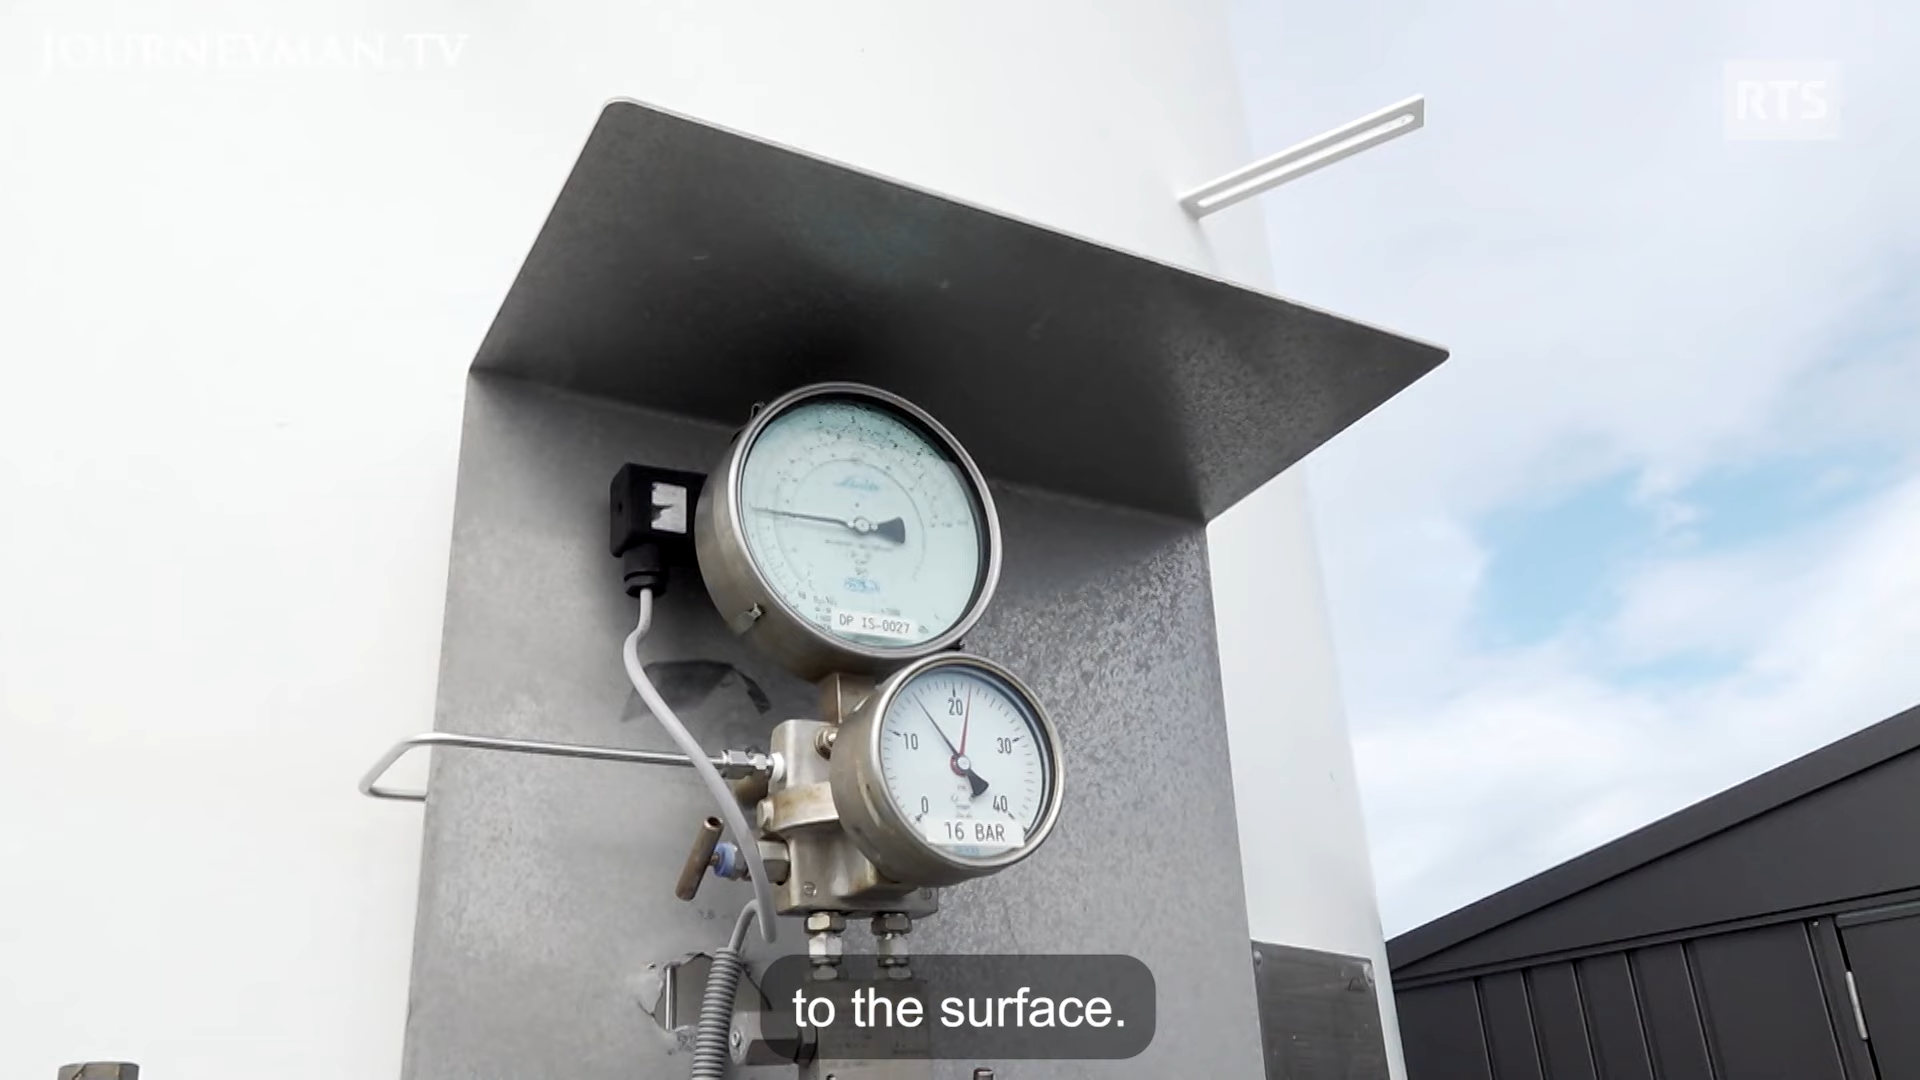 JOURNEYMAN.TV
RTS
DP IS-0027
20
10
30
0
40
16 BAR
to the surface.